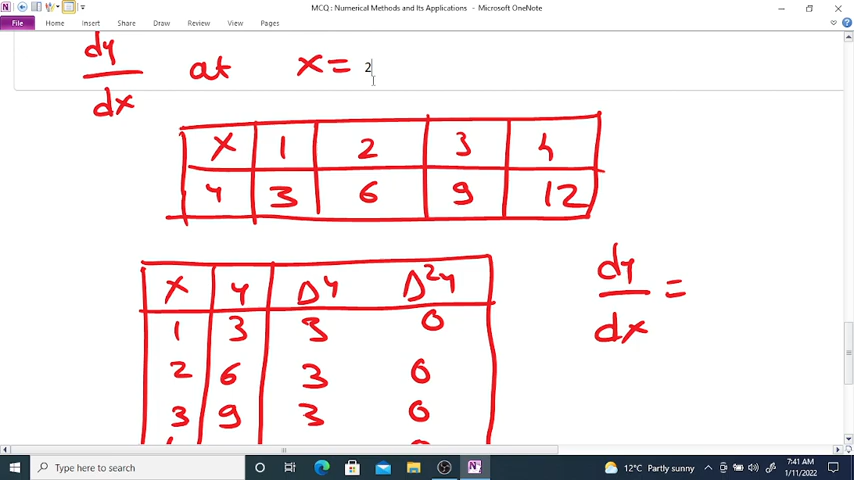 MCQ : Numerical Methods and Its Applications - Microsoft OneNote
File Home Insert Share Draw History Review View Pages
dy
dx
at x = 2
X 1 2 3 4
y 3 6 9 12
X y Δy Δ²y
1 3 3 0
2 6 3 0
3 9 3 0
dy
dx
=
Type here to search
12°C Partly sunny
7:41 AM
1/11/2022